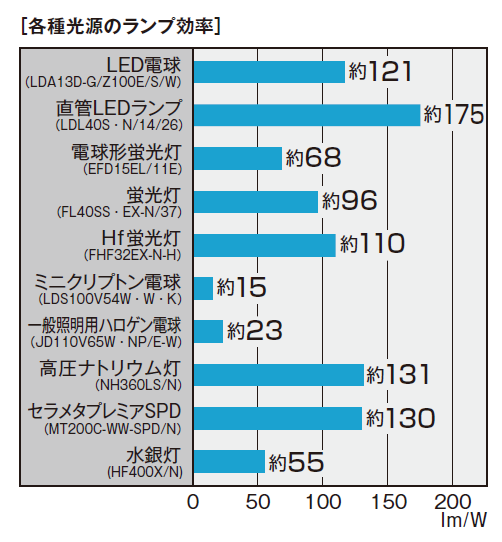 [各種光源のランプ効率]
LED電球
(LDA13D-G/Z100E/S/W)
約121
直管LEDランプ
(LDL40S・N/14/26)
約175
電球形蛍光灯
(EFD15EL/11E)
約68
蛍光灯
(FL40SS・EX-N/37)
約96
Hf蛍光灯
(FHF32EX-N-H)
約110
ミニクリプトン電球
(LDS100V54W・W・K)
約15
一般照明用ハロゲン電球
(JD110V65W・NP/E-W)
約23
高圧ナトリウム灯
(NH360LS/N)
約131
セラメタプレミアSPD
(MT200C-WW-SPD/N)
約130
水銀灯
(HF400X/N)
約55
0 50 100 150 200
lm/W